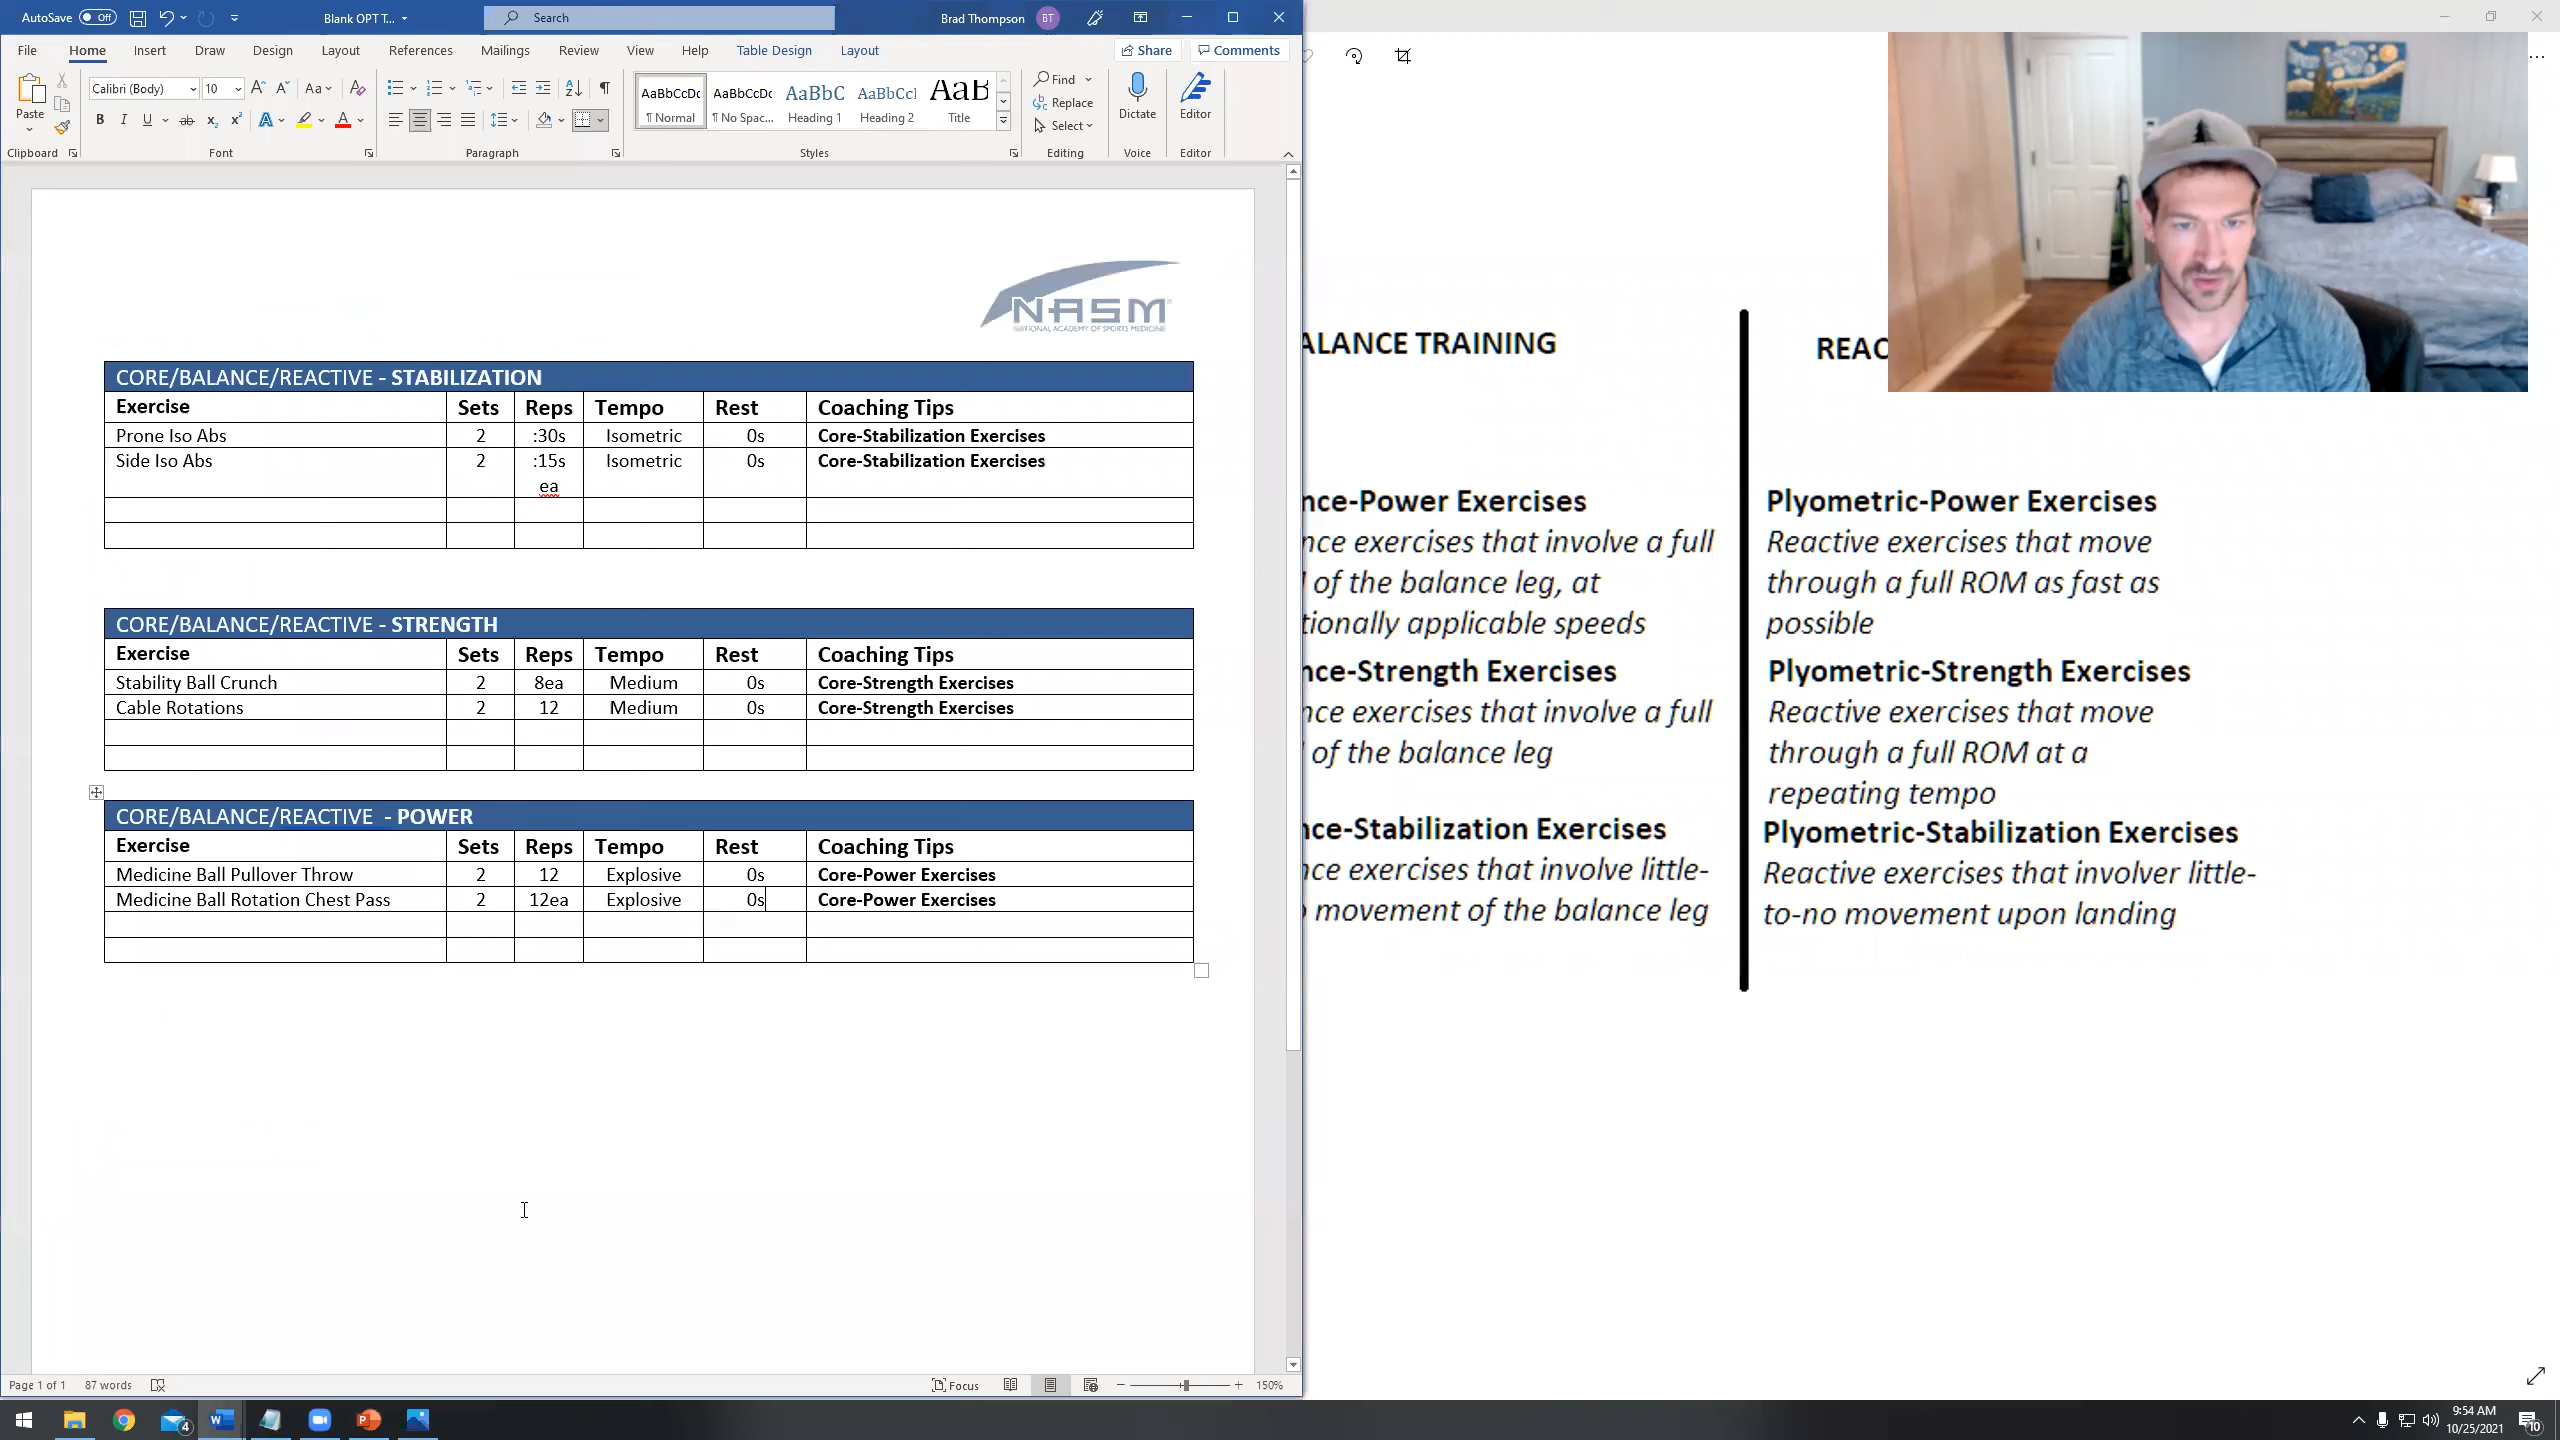 AutoSave Off Blank OPT T... Search Brad Thompson BT
File Home Insert Draw Design Layout References Mailings Review View Help Table Design Layout Share Comments
Paste
Calibri (Body) 10
AaBbCcDc AaBbCcDc AaBbC AaBbCcl AaB
¶ Normal ¶ No Spac... Heading 1 Heading 2 Title
Find
Replace
Select
Dictate
Editor
Clipboard Font Paragraph Styles Editing Voice Editor
NASM
NATIONAL ACADEMY OF SPORTS MEDICINE
CORE/BALANCE/REACTIVE - STABILIZATION
Exercise Sets Reps Tempo Rest Coaching Tips
Prone Iso Abs 2 :30s Isometric 0s Core-Stabilization Exercises
Side Iso Abs 2 :15s Isometric 0s Core-Stabilization Exercises
ea
CORE/BALANCE/REACTIVE - STRENGTH
Exercise Sets Reps Tempo Rest Coaching Tips
Stability Ball Crunch 2 8ea Medium 0s Core-Strength Exercises
Cable Rotations 2 12 Medium 0s Core-Strength Exercises
CORE/BALANCE/REACTIVE - POWER
Exercise Sets Reps Tempo Rest Coaching Tips
Medicine Ball Pullover Throw 2 12 Explosive 0s Core-Power Exercises
Medicine Ball Rotation Chest Pass 2 12ea Explosive 0s Core-Power Exercises
Page 1 of 1 87 words Focus 150%
ALANCE TRAINING
nce-Power Exercises
nce exercises that involve a full
of the balance leg, at
tionally applicable speeds
nce-Strength Exercises
nce exercises that involve a full
of the balance leg
nce-Stabilization Exercises
nce exercises that involve little-
movement of the balance leg
REAC
Plyometric-Power Exercises
Reactive exercises that move
through a full ROM as fast as
possible
Plyometric-Strength Exercises
Reactive exercises that move
through a full ROM at a
repeating tempo
Plyometric-Stabilization Exercises
Reactive exercises that involver little-
to-no movement upon landing
4
9:54 AM
10/25/2021
10